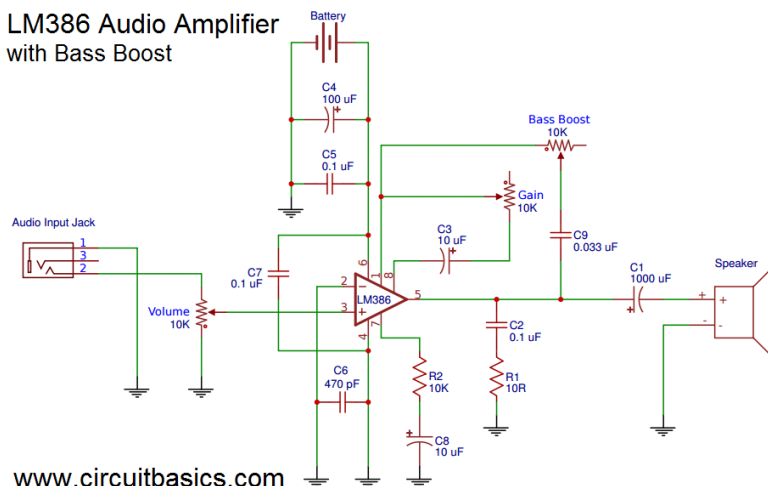 LM386 Audio Amplifier
with Bass Boost
Battery
C4
100 uF
+
C5
0.1 uF
Bass Boost
10K
Gain
10K
Audio Input Jack
1
3
2
C3
10 uF
+
C9
0.033 uF
C7
0.1 uF
6
1
8
2
-
LM386
5
3
+
7
4
Volume
10K
C1
1000 uF
+
Speaker
+
+
-
-
C2
0.1 uF
R1
10R
C6
470 pF
R2
10K
+
C8
10 uF
www.circuitbasics.com